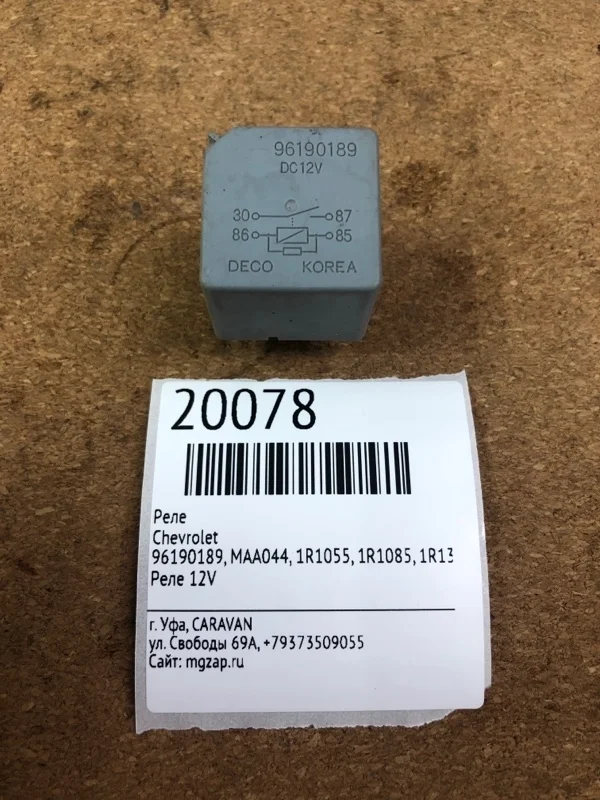 96190189
DC12V
30 87
86 85
DECO KOREA
20078
Реле
Chevrolet
96190189, MAA044, 1R1055, 1R1085, 1R13
Реле 12V
г. Уфа, CARAVAN
ул. Свободы 69А, +79373509055
Сайт: mgzap.ru